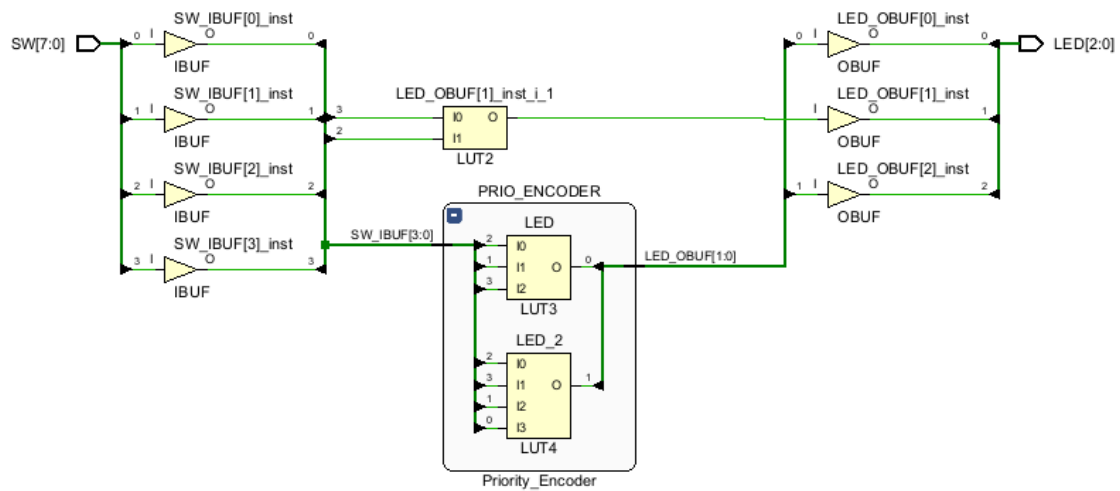 SW[7:0]
SW_IBUF[0]_inst
0
I
O
0
IBUF
SW_IBUF[1]_inst
1
I
O
1
IBUF
SW_IBUF[2]_inst
2
I
O
2
IBUF
SW_IBUF[3]_inst
3
I
O
3
IBUF
LED_OBUF[1]_inst_i_1
3
I0
O
2
I1
LUT2
PRIO_ENCODER
SW_IBUF[3:0]
LED
2
I0
1
I1
O
0
3
I2
LUT3
LED_2
2
I0
3
I1
O
1
1
I2
0
I3
LUT4
Priority_Encoder
LED_OBUF[1:0]
LED_OBUF[0]_inst
0
I
O
0
OBUF
LED_OBUF[1]_inst
I
O
1
OBUF
LED_OBUF[2]_inst
1
I
O
2
OBUF
LED[2:0]